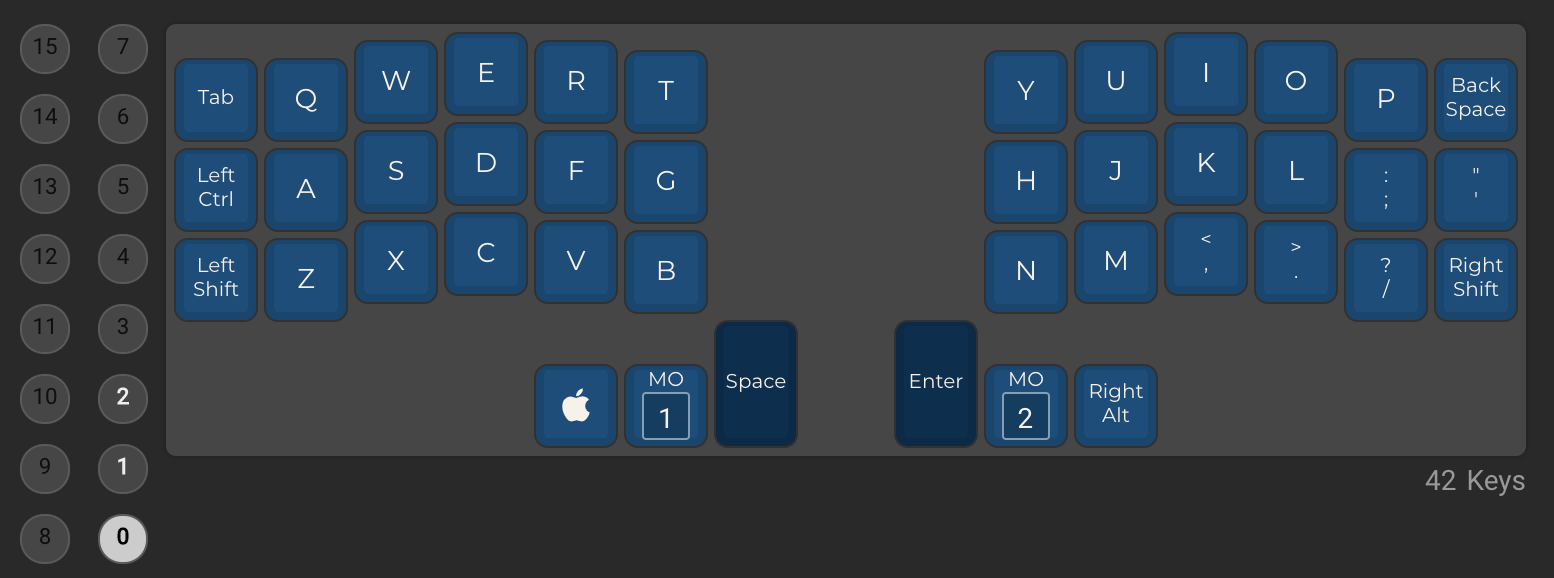 15 7
14 6
13 5
12 4
11 3
10 2
9 1
8 0
Tab Q W E R T Y U I O P Back
Space
Left
Ctrl A S D F G H J K L :
; "
'
Left
Shift Z X C V B N M <
, >
. ?
/ Right
Shift
MO
1
Space
Enter
MO
2
Right
Alt
42 Keys